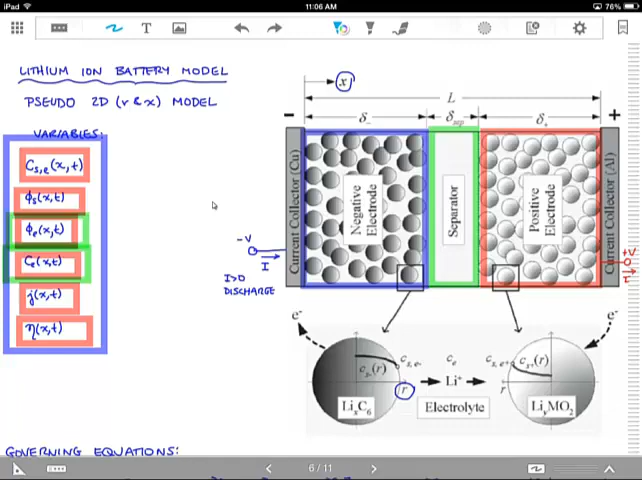 iPad
11:06 AM
76%
T
LITHIUM ION BATTERY MODEL
PSEUDO 2D (r & x) MODEL
VARIABLES:
Cs,e(x,t)
ϕs(x,t)
ϕe(x,t)
Ce(x,t)
j(x,t)
η(x,t)
x
L
δ-
δsep
δ+
-
+
Current Collector (Cu)
Negative Electrode
Separator
Positive Electrode
Current Collector (Al)
-V
I
I>0
DISCHARGE
+V
I
e-
e-
cs-(r)
cs,e-
r
LixC6
ce
Li+
Electrolyte
cs,e+
cs+(r)
r
LiyMO2
GOVERNING EQUATIONS:
6/11